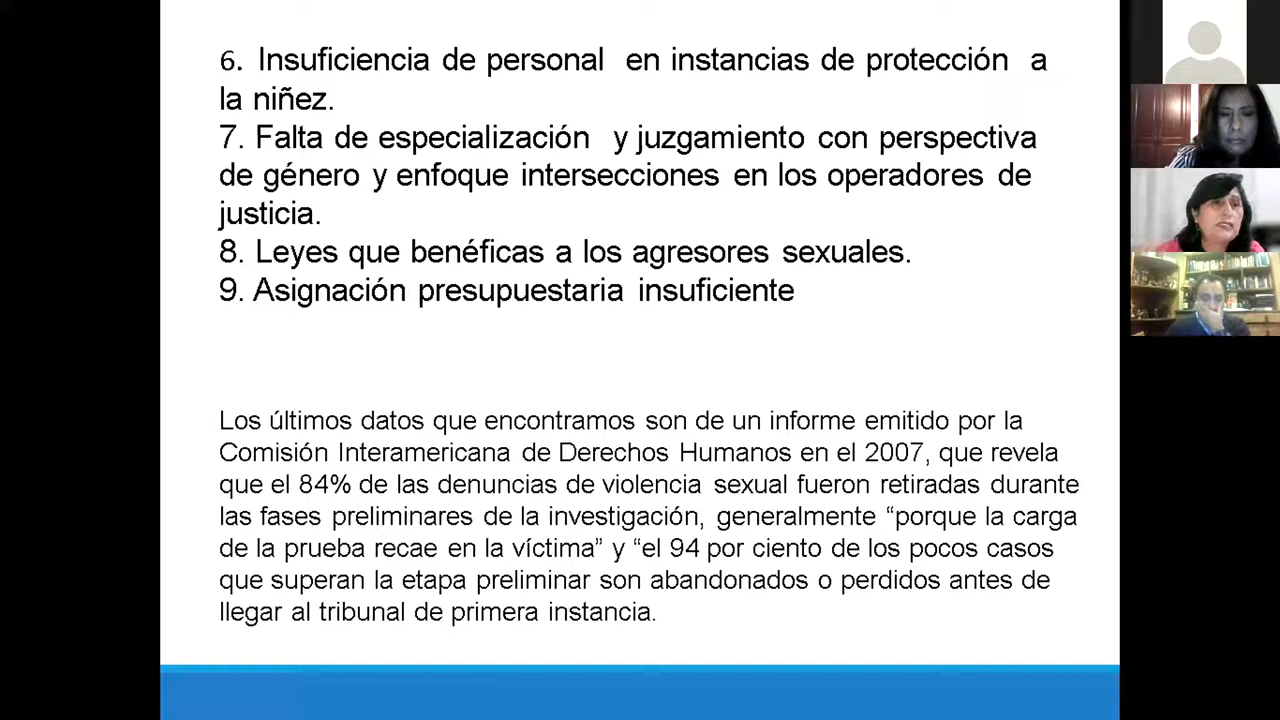 6. Insuficiencia de personal en instancias de protección a
la niñez.
7. Falta de especialización y juzgamiento con perspectiva
de género y enfoque intersecciones en los operadores de
justicia.
8. Leyes que benéficas a los agresores sexuales.
9. Asignación presupuestaria insuficiente
Los últimos datos que encontramos son de un informe emitido por la
Comisión Interamericana de Derechos Humanos en el 2007, que revela
que el 84% de las denuncias de violencia sexual fueron retiradas durante
las fases preliminares de la investigación, generalmente “porque la carga
de la prueba recae en la víctima” y “el 94 por ciento de los pocos casos
que superan la etapa preliminar son abandonados o perdidos antes de
llegar al tribunal de primera instancia.